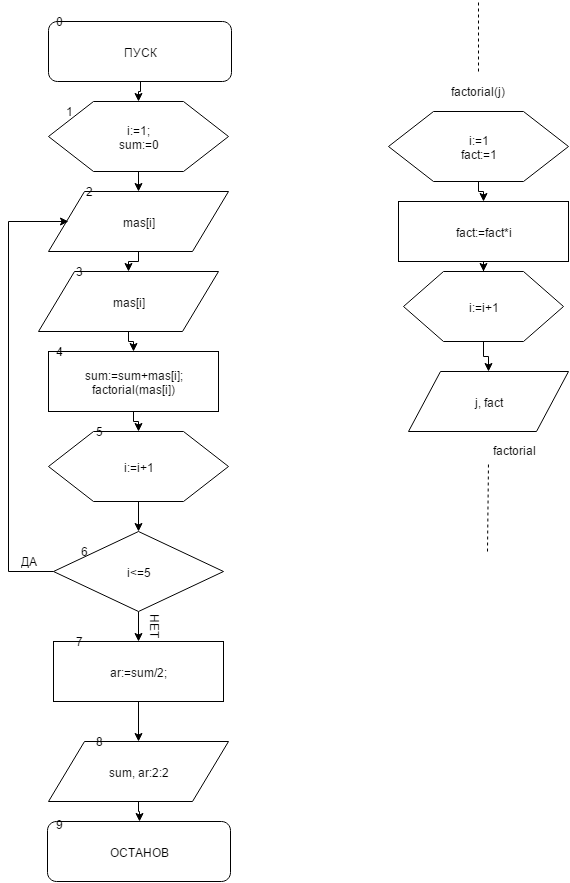 0
ПУСК
1
i:=1;
sum:=0
2
mas[i]
3
mas[i]
4
sum:=sum+mas[i];
factorial(mas[i])
5
i:=i+1
6
i<=5
ДА
НЕТ
7
ar:=sum/2;
8
sum, ar:2:2
9
ОСТАНОВ
factorial(j)
i:=1
fact:=1
fact:=fact*i
i:=i+1
j, fact
factorial